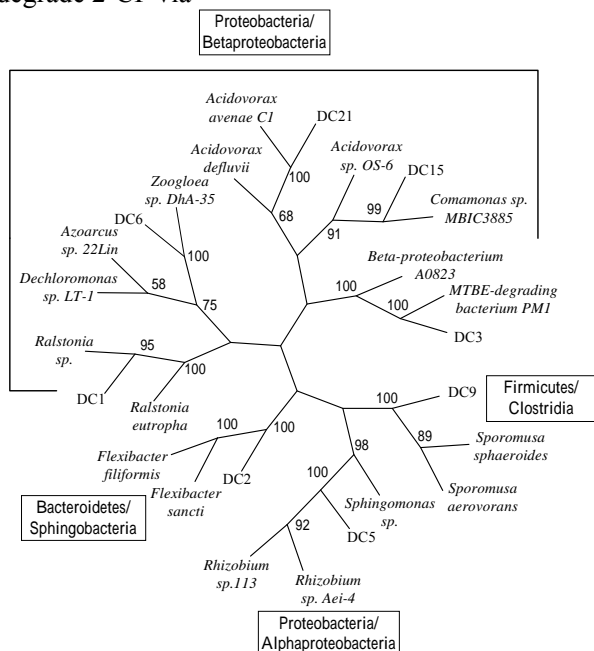 degrade 2-CP via
Proteobacteria/
Betaproteobacteria
Acidovorax
avenae C1
DC21
Acidovorax
defluvii
Acidovorax
sp. OS-6
DC15
Zoogloea
sp. DhA-35
100
68
99
91
Comamonas sp.
MBIC3885
DC6
Azoarcus
sp. 22Lin
100
Beta-proteobacterium
A0823
Dechloromonas
sp. LT-1
58
75
100
100
MTBE-degrading
bacterium PM1
DC3
Ralstonia
sp.
95
100
DC1
Ralstonia
eutropha
DC9
Firmicutes/
Clostridia
100
89
Sporomusa
sphaeroides
Sporomusa
aerovorans
100
100
Flexibacter
filiformis
DC2
Flexibacter
sancti
Bacteroidetes/
Sphingobacteria
98
100
Sphingomonas
sp.
92
DC5
Rhizobium
sp.113
Rhizobium
sp. Aei-4
Proteobacteria/
Alphaproteobacteria